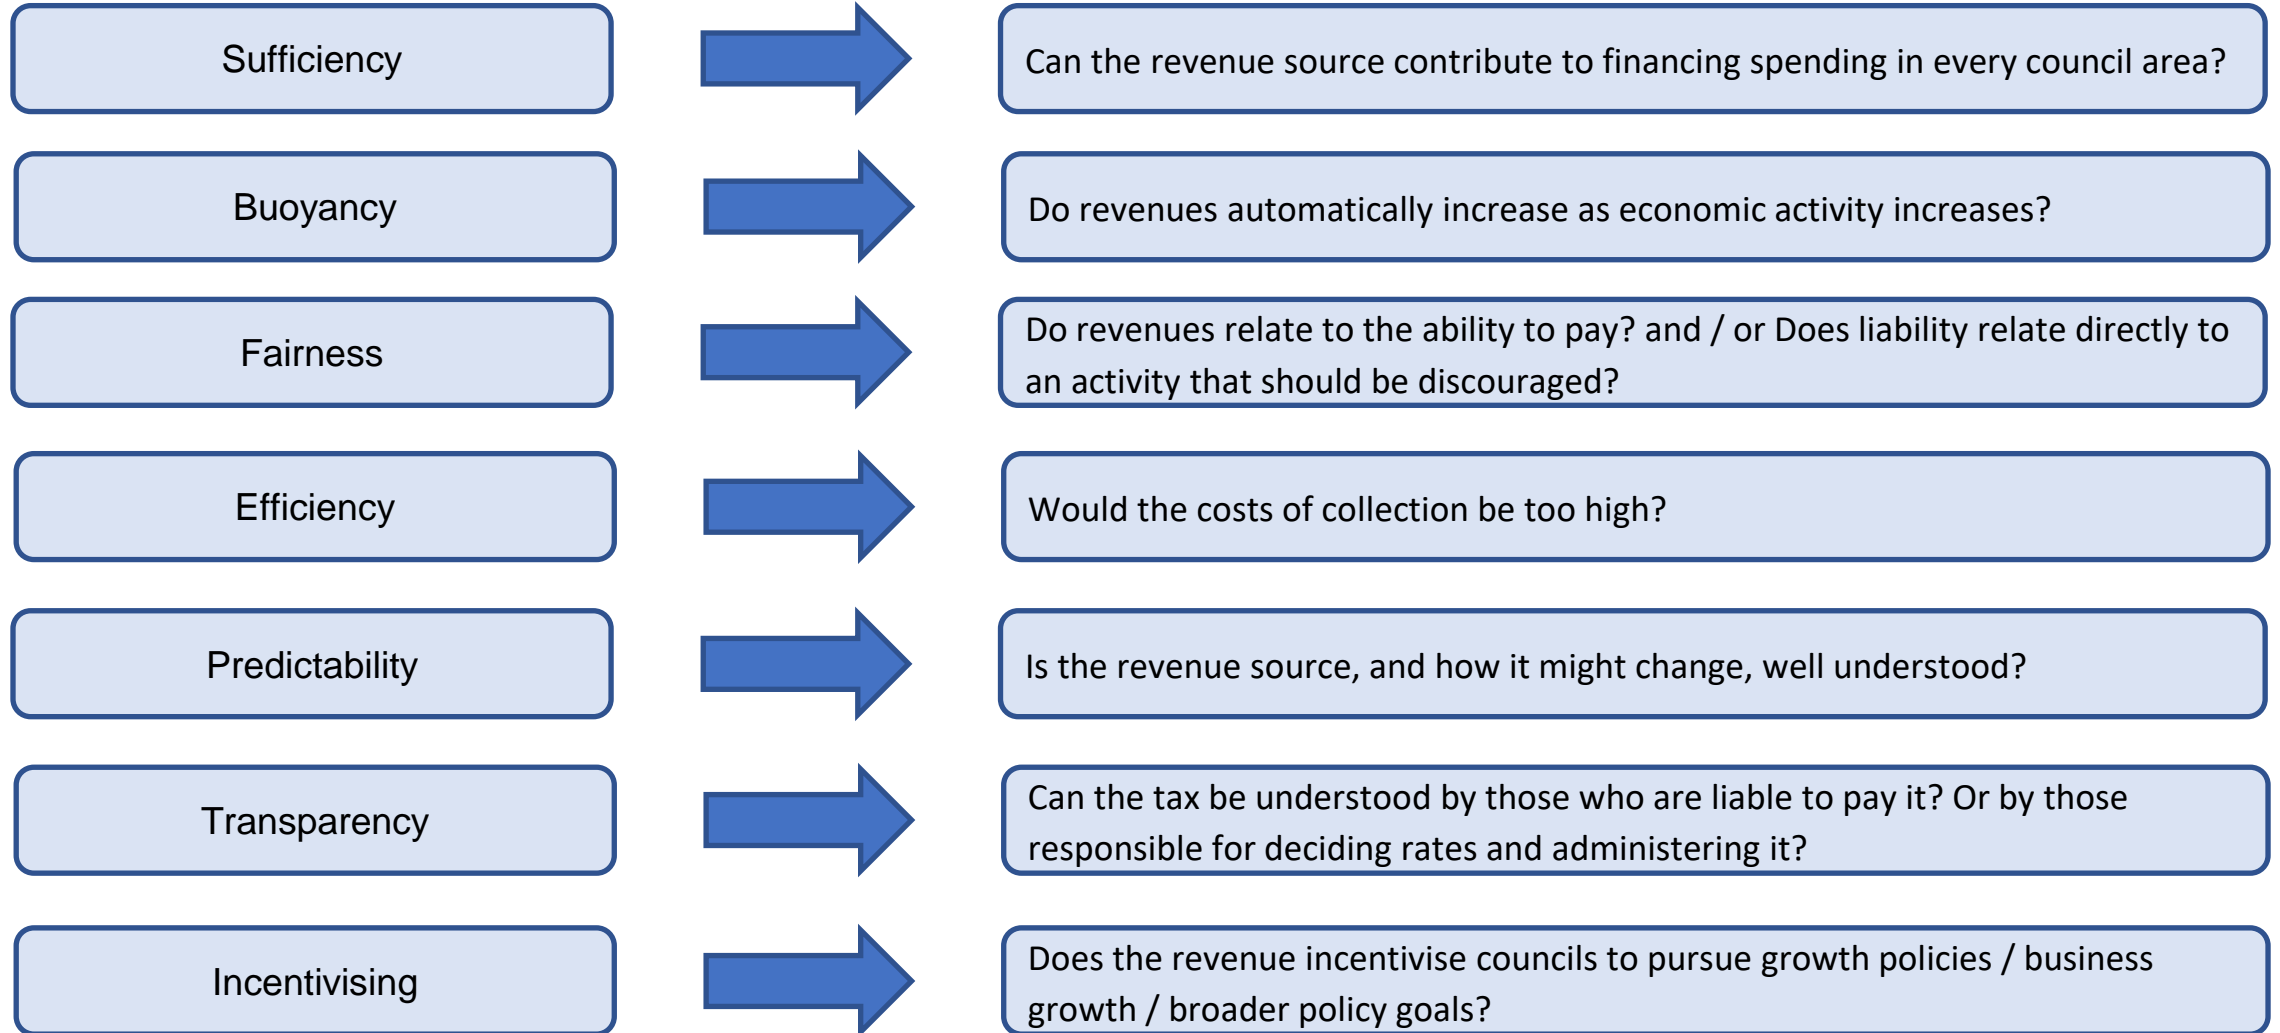 Sufficiency
Can the revenue source contribute to financing spending in every council area?
Buoyancy
Do revenues automatically increase as economic activity increases?
Fairness
Do revenues relate to the ability to pay? and / or Does liability relate directly to
an activity that should be discouraged?
Efficiency
Would the costs of collection be too high?
Predictability
Is the revenue source, and how it might change, well understood?
Transparency
Can the tax be understood by those who are liable to pay it? Or by those
responsible for deciding rates and administering it?
Incentivising
Does the revenue incentivise councils to pursue growth policies / business
growth / broader policy goals?